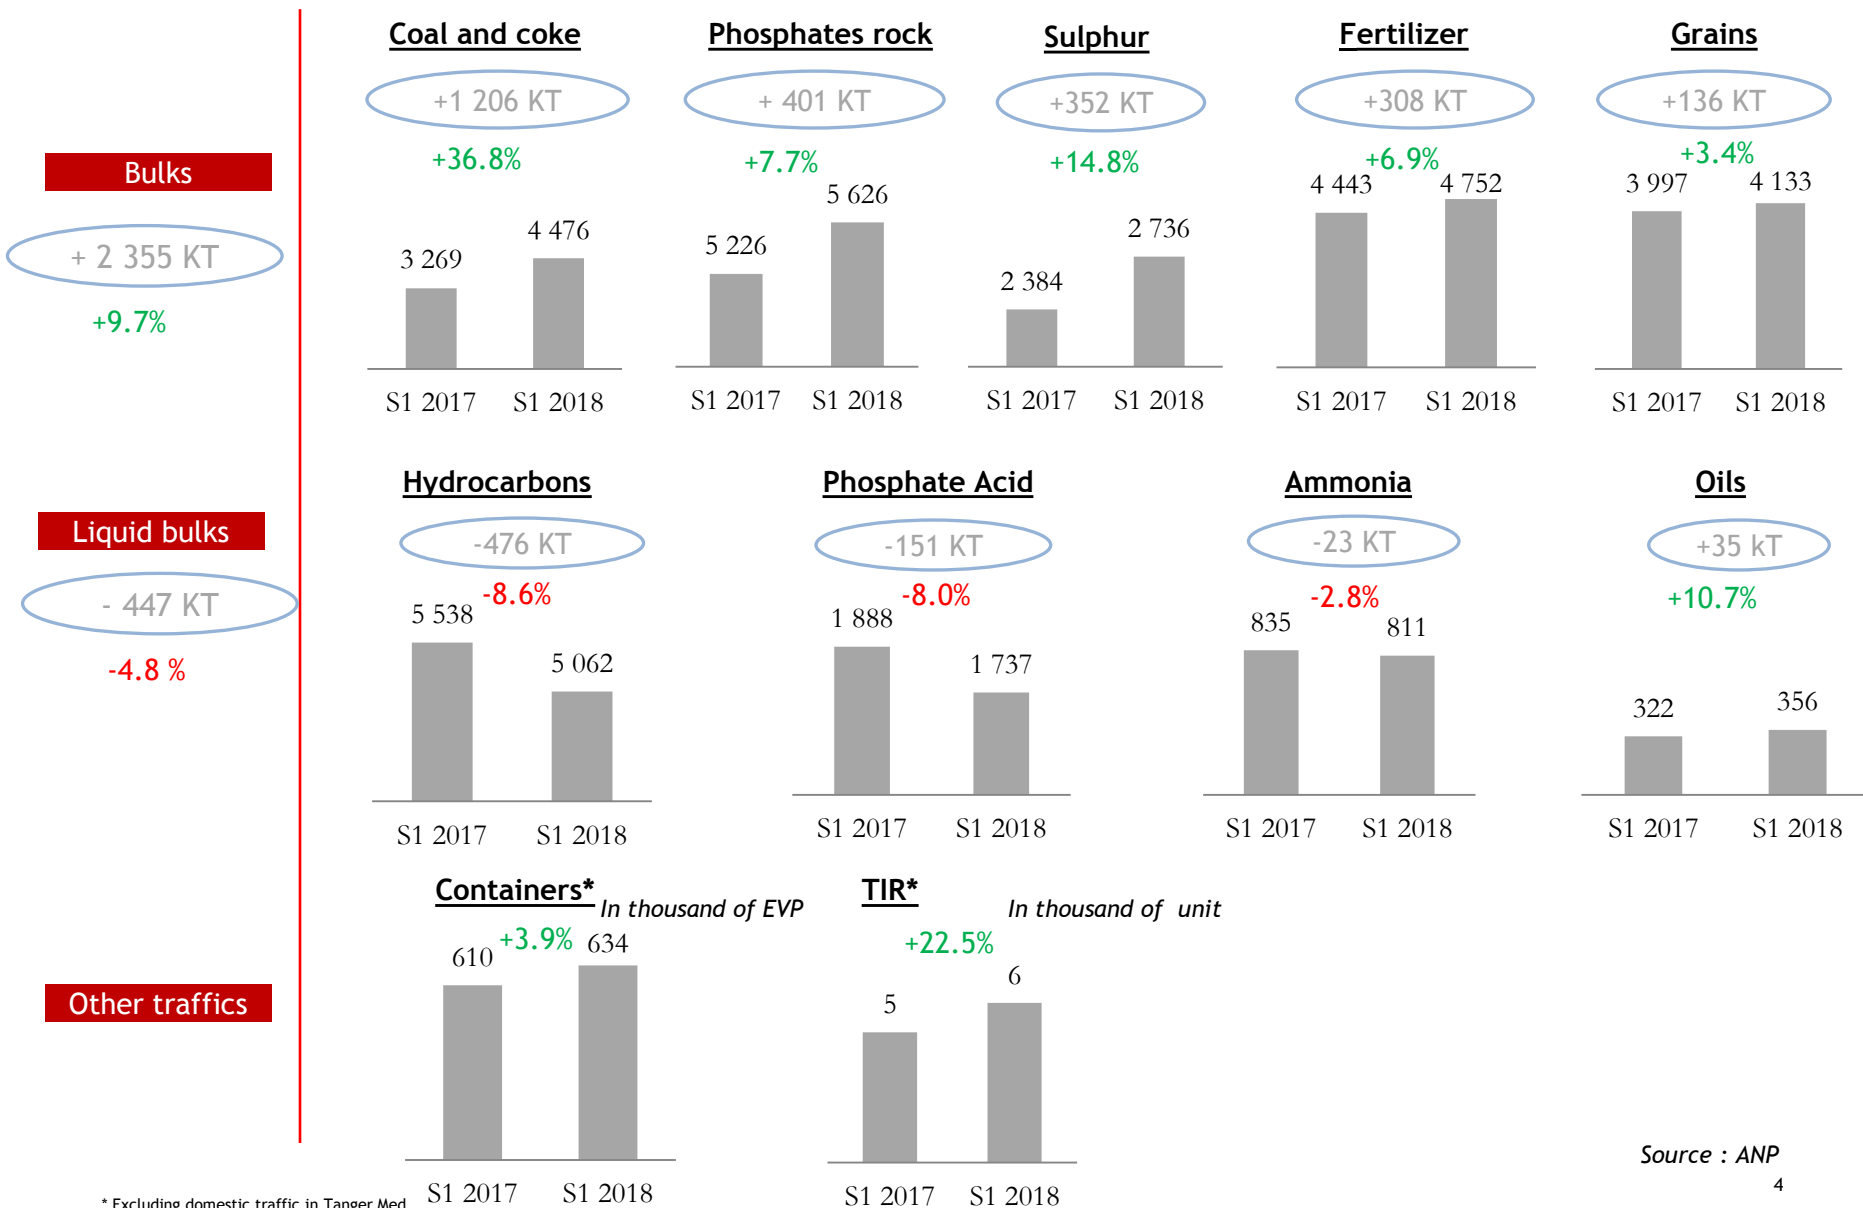 Coal and coke
Phosphates rock
Sulphur
Fertilizer
Grains
+1 206 KT
+ 401 KT
+352 KT
+308 KT
+136 KT
+36.8%
+7.7%
+14.8%
+6.9%
+3.4%
Bulks
+ 2 355 KT
+9.7%
3 269
4 476
5 226
5 626
2 384
2 736
4 443
4 752
3 997
4 133
S1 2017
S1 2018
S1 2017
S1 2018
S1 2017
S1 2018
S1 2017
S1 2018
S1 2017
S1 2018
Hydrocarbons
Phosphate Acid
Ammonia
Oils
Liquid bulks
- 447 KT
-4.8 %
-476 KT
-151 KT
-23 KT
+35 kT
-8.6%
-8.0%
-2.8%
+10.7%
5 538
5 062
1 888
1 737
835
811
322
356
S1 2017
S1 2018
S1 2017
S1 2018
S1 2017
S1 2018
S1 2017
S1 2018
Containers*
In thousand of EVP
TIR*
In thousand of unit
+3.9%
+22.5%
610
634
5
6
Other traffics
S1 2017
S1 2018
S1 2017
S1 2018
Source : ANP
4
* Excluding domestic traffic in Tanger Med